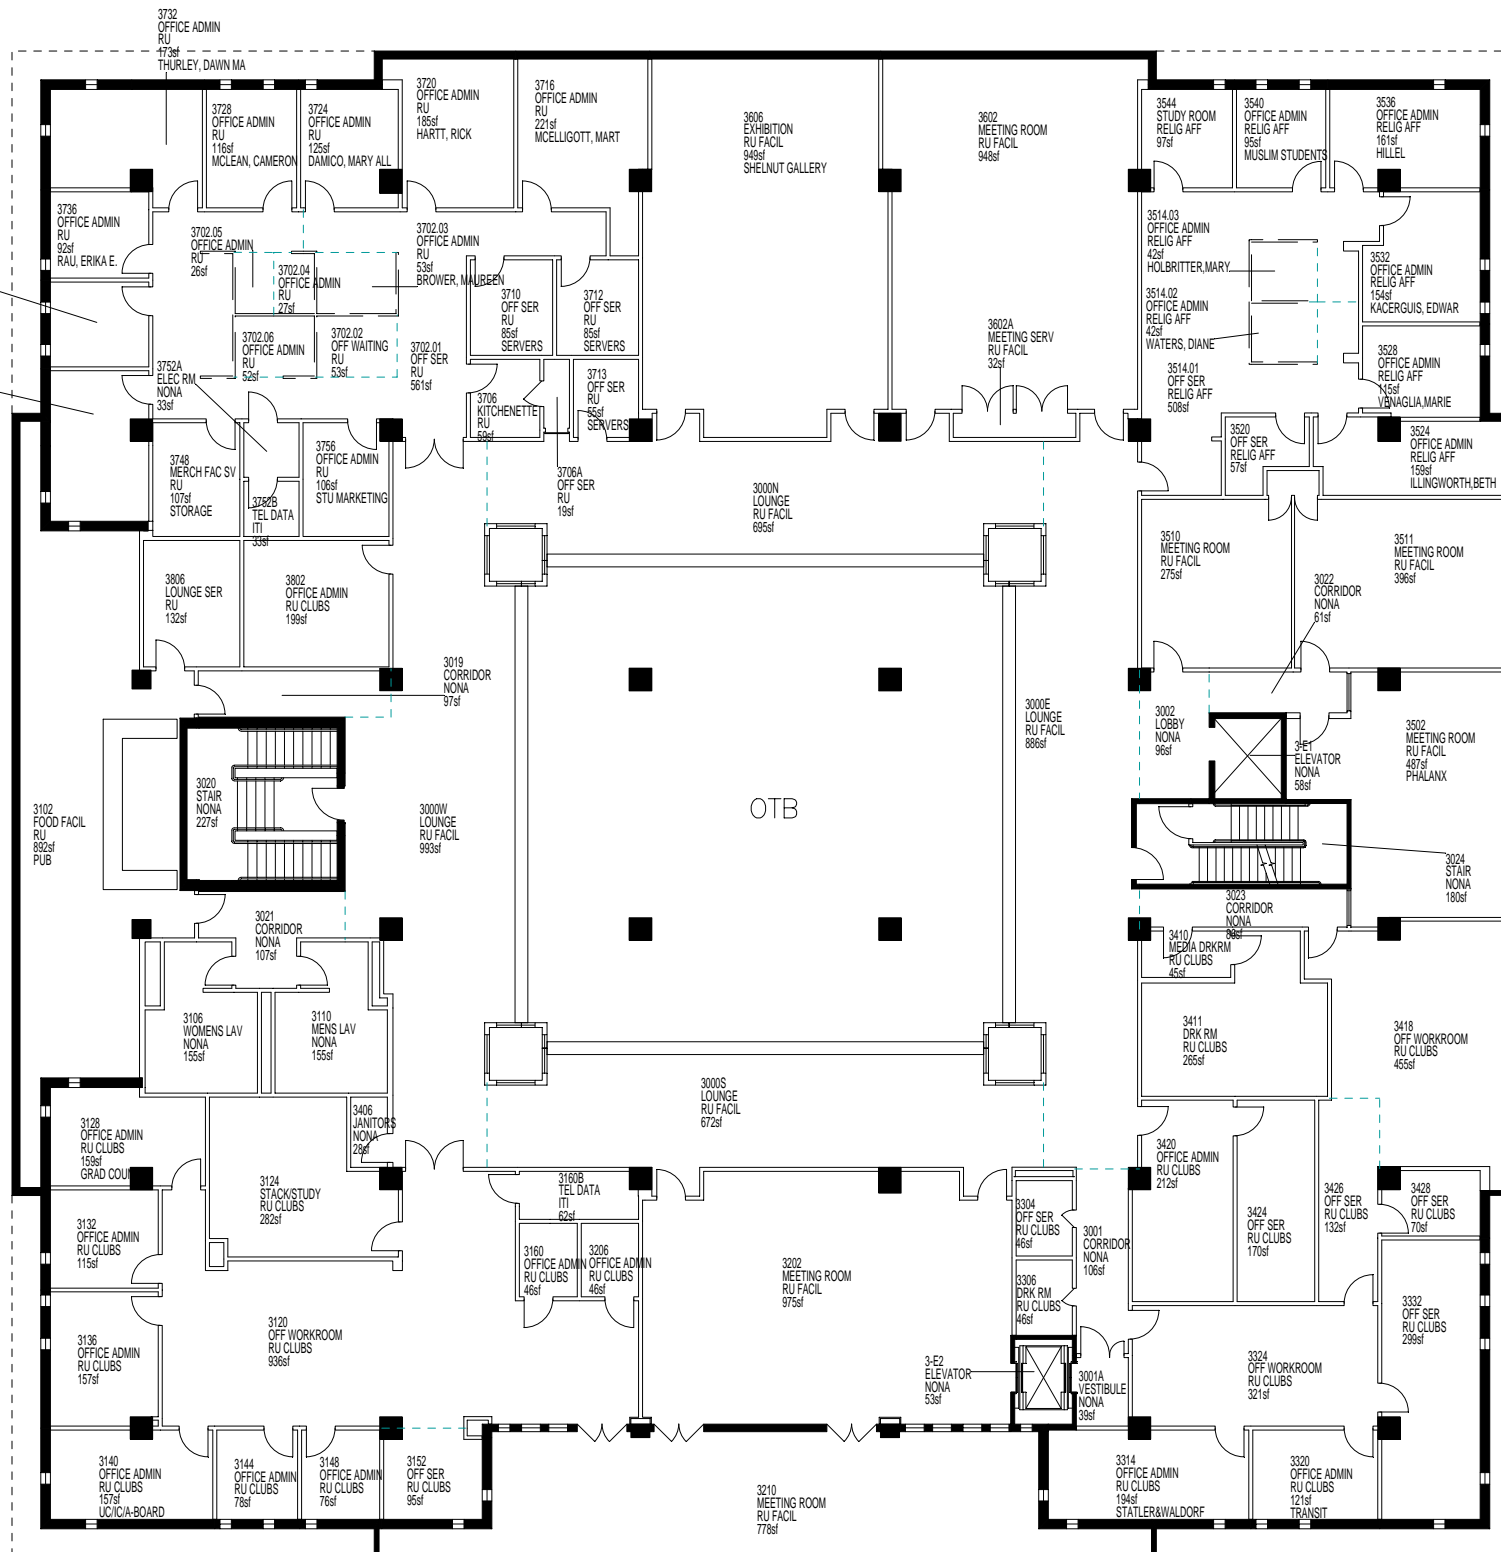 3732
OFFICE ADMIN
RU
173sf
THURLEY, DAWN MA
3728
OFFICE ADMIN
RU
116sf
MCLEAN, CAMERON
3724
OFFICE ADMIN
RU
125sf
DAMICO, MARY ALL
3720
OFFICE ADMIN
RU
185sf
HARTT, RICK
3716
OFFICE ADMIN
RU
221sf
MCELLIGOTT, MART
3606
EXHIBITION
RU FACIL
949sf
SHELNUT GALLERY
3602
MEETING ROOM
RU FACIL
948sf
3544
STUDY ROOM
RELIG AFF
97sf
3540
OFFICE ADMIN
RELIG AFF
95sf
MUSLIM STUDENTS
3536
OFFICE ADMIN
RELIG AFF
161sf
HILLEL
3736
OFFICE ADMIN
RU
92sf
RAU, ERIKA E.
3702.05
OFFICE ADMIN
RU
26sf
3702.04
OFFICE ADMIN
RU
27sf
3702.03
OFFICE ADMIN
RU
53sf
BROWER, MAUREEN
3710
OFF SER
RU
85sf
SERVERS
3712
OFF SER
RU
85sf
SERVERS
3514.03
OFFICE ADMIN
RELIG AFF
42sf
HOLBRITTER,MARY
3514.02
OFFICE ADMIN
RELIG AFF
42sf
WATERS, DIANE
3532
OFFICE ADMIN
RELIG AFF
154sf
KACERGUIS, EDWAR
3702.06
OFFICE ADMIN
RU
52sf
3702.02
OFF WAITING
RU
53sf
3702.01
OFF SER
RU
561sf
3602A
MEETING SERV
RU FACIL
32sf
3528
OFFICE ADMIN
RELIG AFF
115sf
VENAGLIA,MARIE
3752A
ELEC RM
NONA
33sf
3706
KITCHENETTE
RU
59sf
3713
OFF SER
RU
55sf
SERVERS
3514.01
OFF SER
RELIG AFF
508sf
3748
MERCH FAC SV
RU
107sf
STORAGE
3756
OFFICE ADMIN
RU
106sf
STU MARKETING
3706A
OFF SER
RU
19sf
3520
OFF SER
RELIG AFF
57sf
3524
OFFICE ADMIN
RELIG AFF
159sf
ILLINGWORTH,BETH
3752B
TEL DATA
ITI
33sf
3000N
LOUNGE
RU FACIL
695sf
3510
MEETING ROOM
RU FACIL
275sf
3511
MEETING ROOM
RU FACIL
396sf
3806
LOUNGE SER
RU
132sf
3802
OFFICE ADMIN
RU CLUBS
199sf
3022
CORRIDOR
NONA
61sf
3019
CORRIDOR
NONA
97sf
3000E
LOUNGE
RU FACIL
886sf
3002
LOBBY
NONA
96sf
3-E1
ELEVATOR
NONA
58sf
3502
MEETING ROOM
RU FACIL
487sf
PHALANX
3102
FOOD FACIL
RU
892sf
PUB
3020
STAIR
NONA
227sf
3000W
LOUNGE
RU FACIL
993sf
OTB
3024
STAIR
NONA
180sf
3021
CORRIDOR
NONA
107sf
3023
CORRIDOR
NONA
3410
MEDIA DRKRM
RU CLUBS
45sf
3106
WOMENS LAV
NONA
155sf
3110
MENS LAV
NONA
155sf
3411
DRK RM
RU CLUBS
265sf
3418
OFF WORKROOM
RU CLUBS
455sf
3000S
LOUNGE
RU FACIL
672sf
3128
OFFICE ADMIN
RU CLUBS
159sf
GRAD COUN
3406
JANITORS
NONA
28sf
3124
STACK/STUDY
RU CLUBS
282sf
3160B
TEL DATA
ITI
62sf
3420
OFFICE ADMIN
RU CLUBS
212sf
3424
OFF SER
RU CLUBS
170sf
3426
OFF SER
RU CLUBS
132sf
3428
OFF SER
RU CLUBS
70sf
3132
OFFICE ADMIN
RU CLUBS
115sf
3160
OFFICE ADMIN
RU CLUBS
46sf
3206
OFFICE ADMIN
RU CLUBS
46sf
3202
MEETING ROOM
RU FACIL
975sf
3304
OFF SER
RU CLUBS
46sf
3306
DRK RM
RU CLUBS
46sf
3001
CORRIDOR
NONA
106sf
3136
OFFICE ADMIN
RU CLUBS
157sf
3120
OFF WORKROOM
RU CLUBS
936sf
3-E2
ELEVATOR
NONA
53sf
3001A
VESTIBULE
NONA
39sf
3324
OFF WORKROOM
RU CLUBS
321sf
3332
OFF SER
RU CLUBS
299sf
3140
OFFICE ADMIN
RU CLUBS
157sf
UC/IC/A-BOARD
3144
OFFICE ADMIN
RU CLUBS
78sf
3148
OFFICE ADMIN
RU CLUBS
76sf
3152
OFF SER
RU CLUBS
95sf
3210
MEETING ROOM
RU FACIL
778sf
3314
OFFICE ADMIN
RU CLUBS
194sf
STATLER&WALDORF
3320
OFFICE ADMIN
RU CLUBS
121sf
TRANSIT